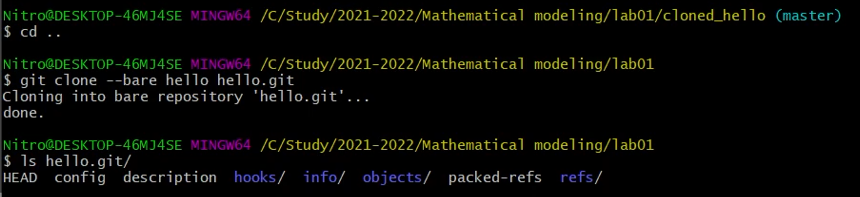 Nitro@DESKTOP-46MJ4SE MINGW64 /C/Study/2021-2022/Mathematical modeling/lab01/cloned_hello (master)
$ cd ..
Nitro@DESKTOP-46MJ4SE MINGW64 /C/Study/2021-2022/Mathematical modeling/lab01
$ git clone --bare hello hello.git
Cloning into bare repository 'hello.git'...
done.
Nitro@DESKTOP-46MJ4SE MINGW64 /C/Study/2021-2022/Mathematical modeling/lab01
$ ls hello.git/
HEAD config description hooks/ info/ objects/ packed-refs refs/